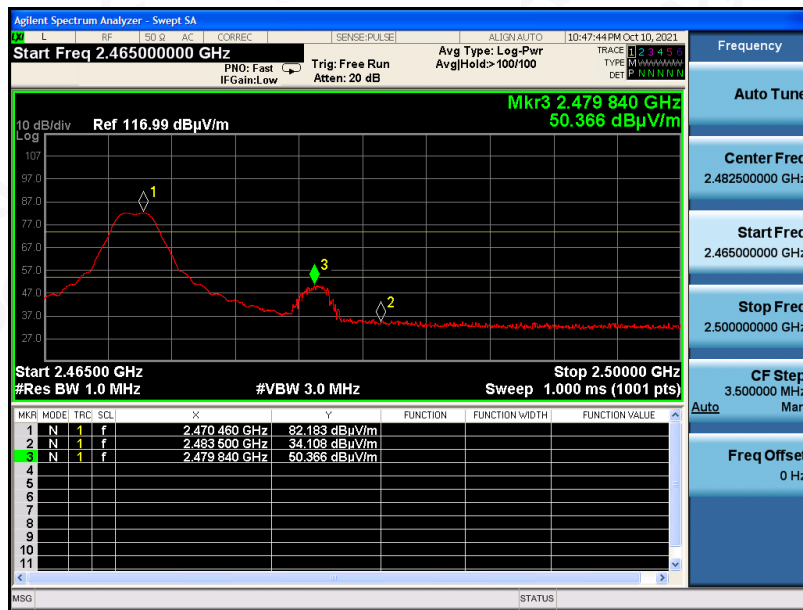 Agilent Spectrum Analyzer - Swept SA
LXI L RF 50 Ω AC CORREC SENSE:PULSE ALIGN AUTO 10:47:44 PM Oct 10, 2021
Start Freq 2.465000000 GHz
PNO: Fast
IFGain:Low
Trig: Free Run
Atten: 20 dB
Avg Type: Log-Pwr
Avg|Hold:>100/100
TRACE 1 2 3 4 5 6
TYPE M WWWWW
DET P N N N N N
Frequency
Auto Tune
Center Freq
2.482500000 GHz
Start Freq
2.465000000 GHz
Stop Freq
2.500000000 GHz
CF Step
3.500000 MHz
Auto Man
Freq Offset
0 Hz
Mkr3 2.479 840 GHz
50.366 dBµV/m
10 dB/div Ref 116.99 dBµV/m
Log
107
97.0
87.0
77.0
67.0
57.0
47.0
37.0
27.0
1
3
2
Start 2.46500 GHz Stop 2.50000 GHz
#Res BW 1.0 MHz #VBW 3.0 MHz Sweep 1.000 ms (1001 pts)
MKR MODE TRC SCL X Y FUNCTION FUNCTION WIDTH FUNCTION VALUE
1 N 1 f 2.470 460 GHz 82.183 dBµV/m
2 N 1 f 2.483 500 GHz 34.108 dBµV/m
3 N 1 f 2.479 840 GHz 50.366 dBµV/m
4
5
6
7
8
9
10
11
MSG STATUS